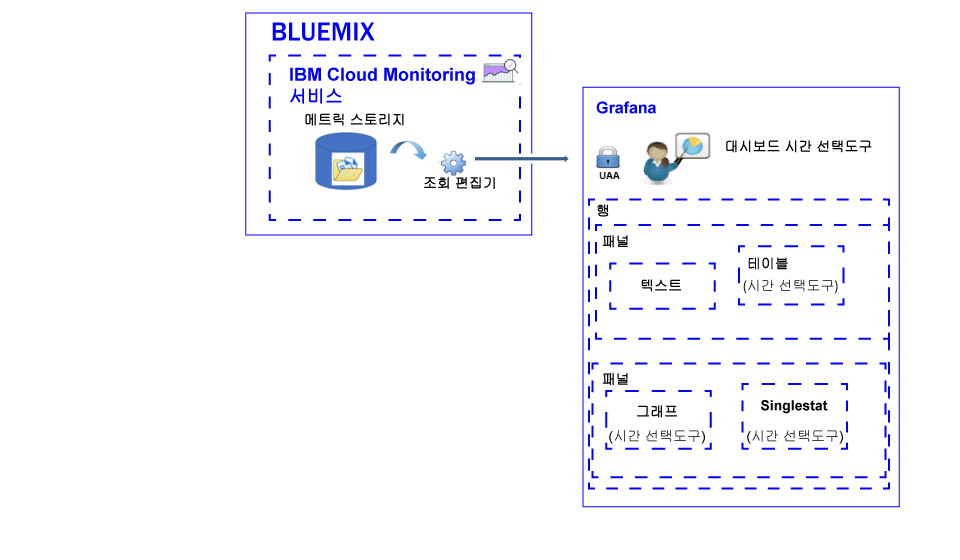 BLUEMIX
IBM Cloud Monitoring
서비스
메트릭 스토리지
조회 편집기
Grafana
UAA
대시보드 시간 선택도구
행
패널
텍스트
테이블
(시간 선택도구)
패널
그래프
(시간 선택도구)
Singlestat
(시간 선택도구)